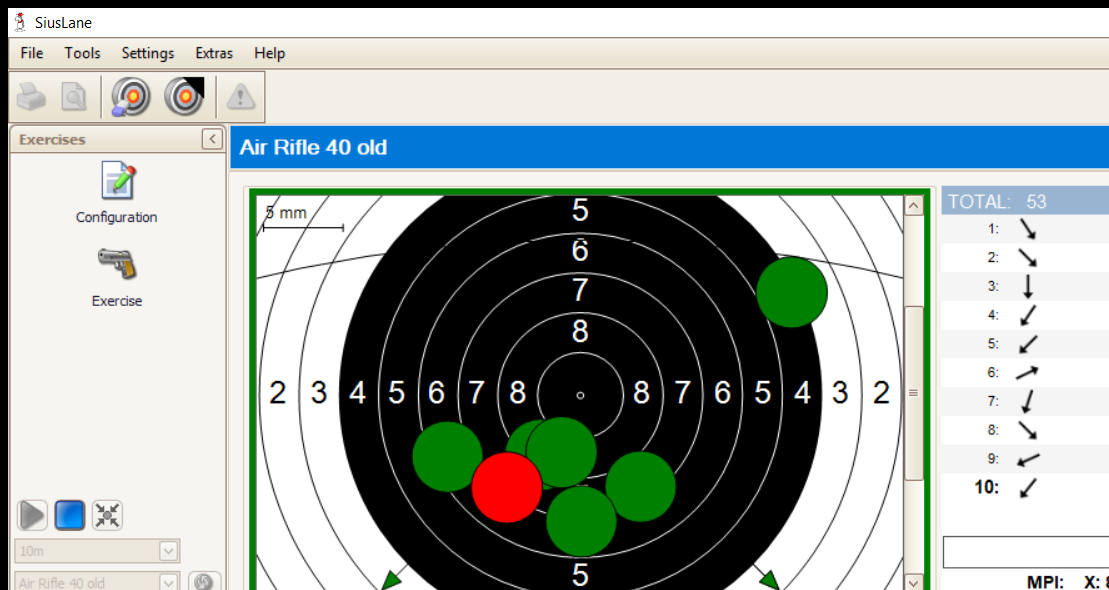 SiusLane
File Tools Settings Extras Help
Exercises
Air Rifle 40 old
Configuration
Exercise
10m
Air Rifle 40 old
5 mm
5
6
7
8
2 3 4 5 6 7 8 8 7 6 5 4 3 2
5
TOTAL: 53
1:
2:
3:
4:
5:
6:
7:
8:
9:
10:
MPI: X: